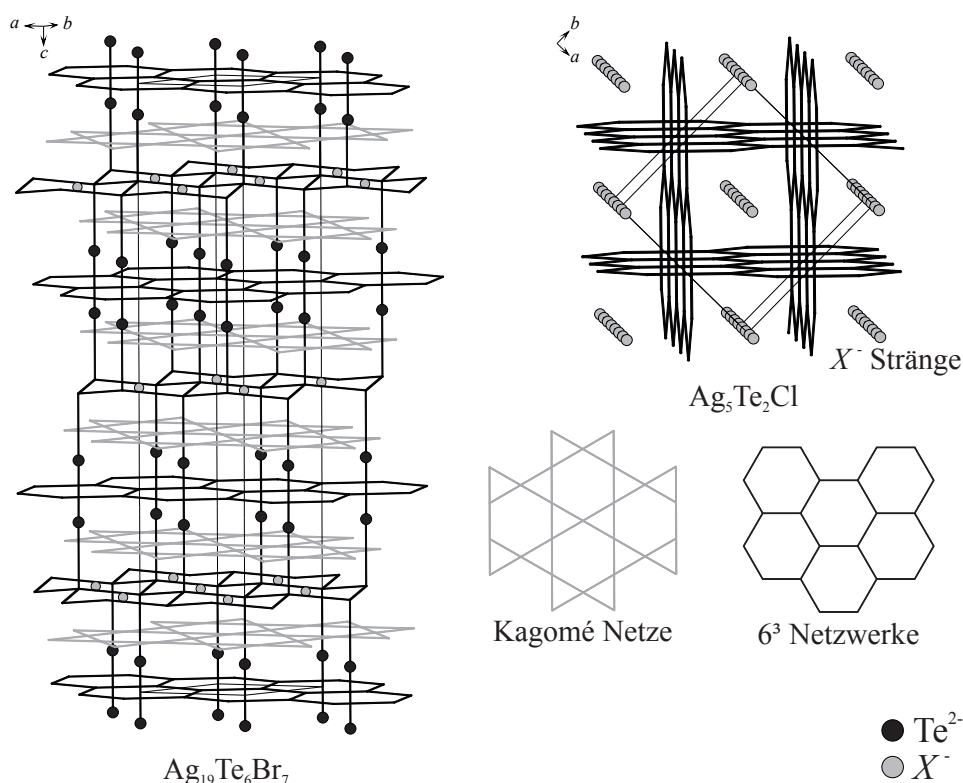 a b
c
Ag₁₉Te₆Br₇
b
a
X⁻ Stränge
Ag₅Te₂Cl
Kagomé Netze
6³ Netzwerke
Te²⁻
X⁻